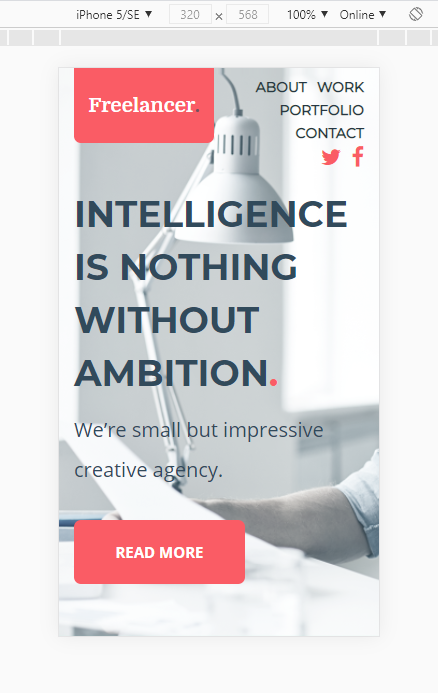 iPhone 5/SE ▼ 320 × 568 100% ▼ Online ▼
Freelancer.
ABOUT WORK
PORTFOLIO
CONTACT
INTELLIGENCE
IS NOTHING
WITHOUT
AMBITION.
We’re small but impressive
creative agency.
READ MORE